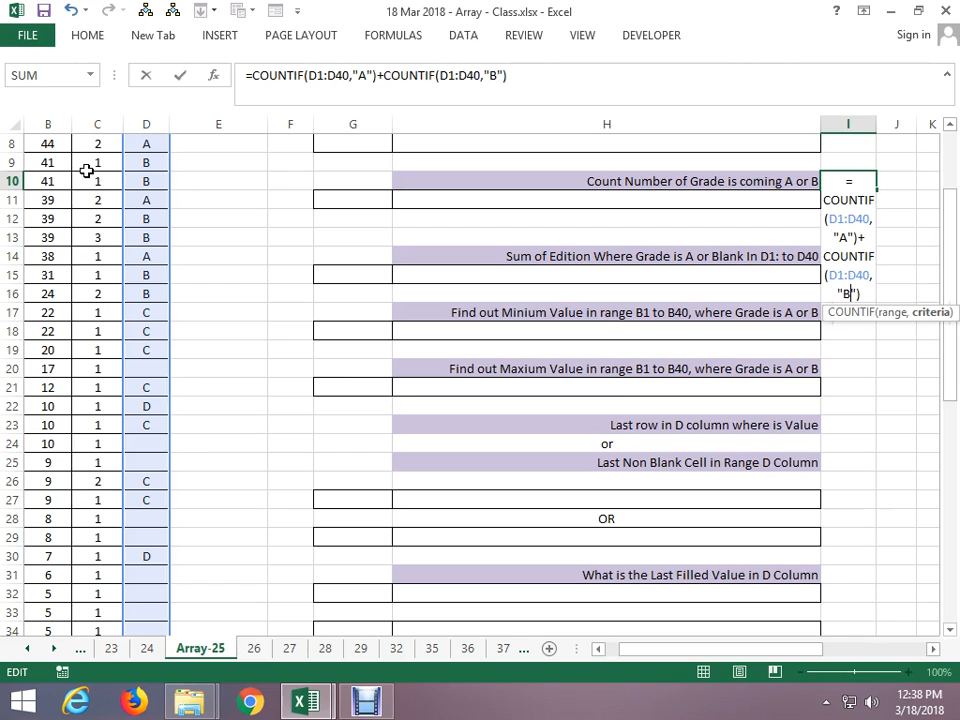 18 Mar 2018 - Array - Class.xlsx - Excel
FILE HOME New Tab INSERT PAGE LAYOUT FORMULAS DATA REVIEW VIEW DEVELOPER Sign in
SUM =COUNTIF(D1:D40,"A")+COUNTIF(D1:D40,"B")
B C D E F G H I J K
8 44 2 A
9 41 1 B
10 41 1 B Count Number of Grade is coming A or B =
11 39 2 A COUNTIF
12 39 2 B (D1:D40,
13 39 3 B "A")+
14 38 1 A Sum of Edition Where Grade is A or Blank In D1: to D40 COUNTIF
15 31 1 B (D1:D40,
16 24 2 B "B")
17 22 1 C Find out Minium Value in range B1 to B40, where Grade is A or B COUNTIF(range, criteria)
18 22 1 C
19 20 1 C
20 17 1 Find out Maxium Value in range B1 to B40, where Grade is A or B
21 12 1 C
22 10 1 D
23 10 1 C Last row in D column where is Value
24 10 1 or
25 9 1 Last Non Blank Cell in Range D Column
26 9 2 C
27 9 1 C
28 8 1 OR
29 8 1
30 7 1 D
31 6 1 What is the Last Filled Value in D Column
32 5 1
33 5 1
34 5 1
... 23 24 Array-25 26 27 28 29 32 35 36 37 ...
EDIT 100%
12:38 PM
3/18/2018